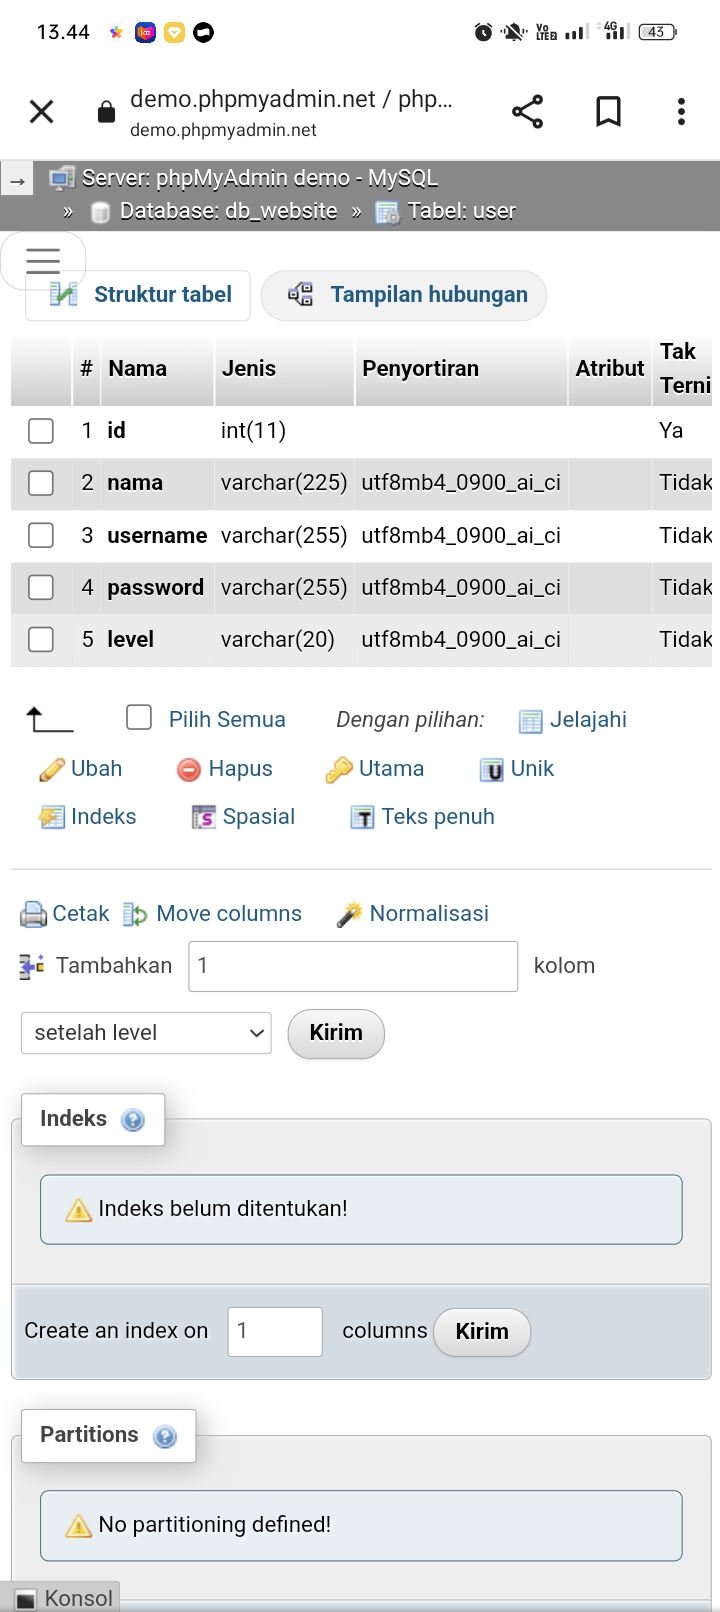 13.44 Vo LTE2 4G 43
demo.phpmyadmin.net / php...
demo.phpmyadmin.net
→ Server: phpMyAdmin demo - MySQL
» Database: db_website » Tabel: user
Struktur tabel Tampilan hubungan
# Nama Jenis Penyortiran Atribut Tak Terni
1 id int(11) Ya
2 nama varchar(225) utf8mb4_0900_ai_ci Tidak
3 username varchar(255) utf8mb4_0900_ai_ci Tidak
4 password varchar(255) utf8mb4_0900_ai_ci Tidak
5 level varchar(20) utf8mb4_0900_ai_ci Tidak
Pilih Semua Dengan pilihan: Jelajahi
Ubah Hapus Utama Unik
Indeks Spasial Teks penuh
Cetak Move columns Normalisasi
Tambahkan 1 kolom
setelah level Kirim
Indeks
Indeks belum ditentukan!
Create an index on 1 columns Kirim
Partitions
No partitioning defined!
Konsol